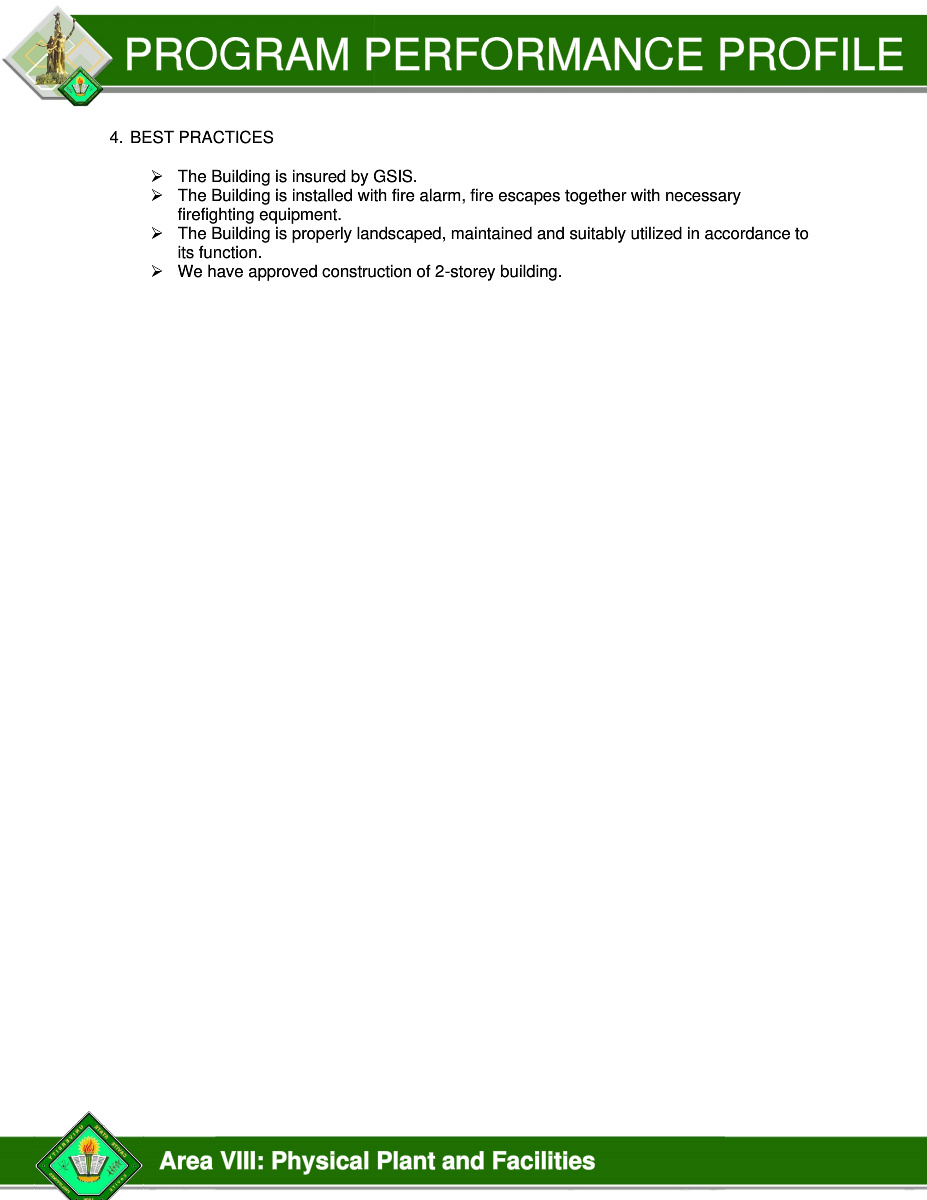 PROGRAM PERFORMANCE PROFILE
4. BEST PRACTICES
➢ The Building is insured by GSIS.
➢ The Building is installed with fire alarm, fire escapes together with necessary
firefighting equipment.
➢ The Building is properly landscaped, maintained and suitably utilized in accordance to
its function.
➢ We have approved construction of 2-storey building.
Area VIII: Physical Plant and Facilities